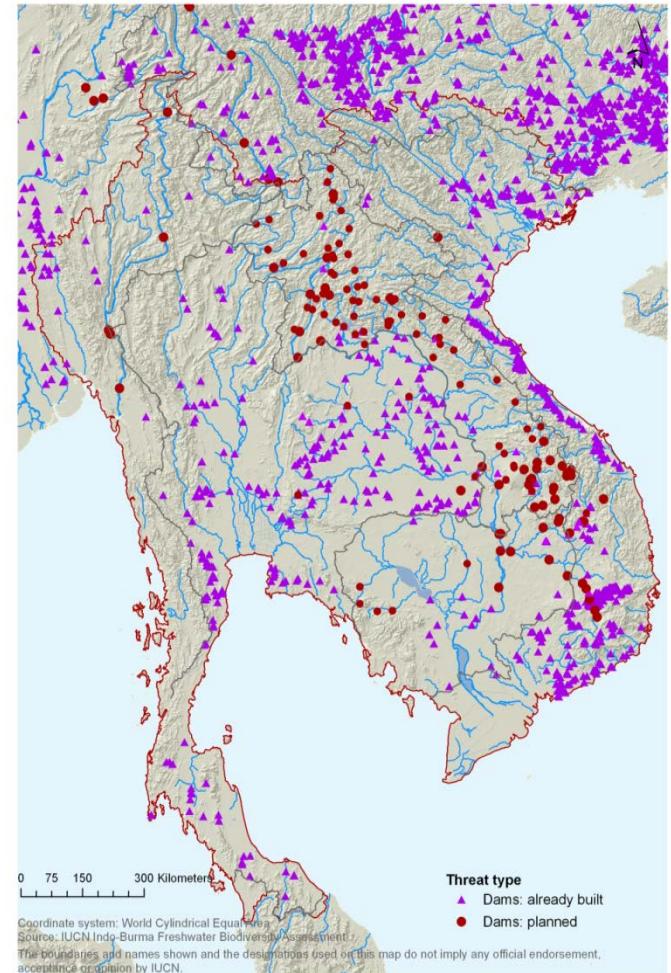 N
0 75 150 300 Kilometers
Threat type
Dams: already built
Dams: planned
Coordinate system: World Cylindrical Equal Area
Source: IUCN Indo-Burma Freshwater Biodiversity Assessment
The boundaries and names shown and the designations used on this map do not imply any official endorsement,
acceptance or opinion by IUCN.